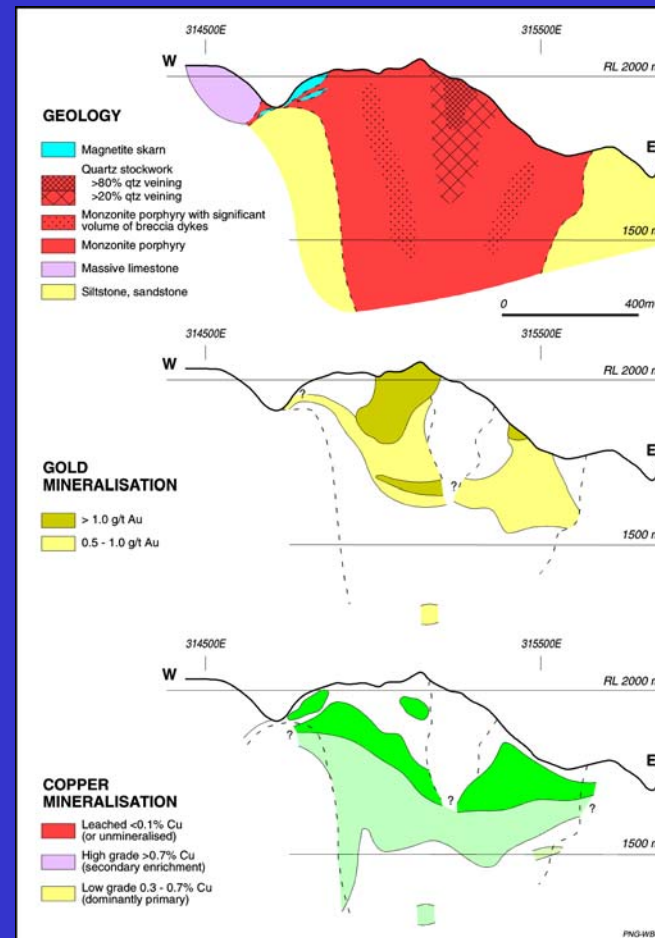 314500E 315500E
W
RL 2000 m
GEOLOGY
E
Magnetite skarn
Quartz stockwork
>80% qtz veining
>20% qtz veining
Monzonite porphyry with significant
volume of breccia dykes
1500 m
Monzonite porphyry
Massive limestone
Siltstone, sandstone
0 400m
314500E 315500E
W
RL 2000 m
?
E
GOLD
MINERALISATION
?
> 1.0 g/t Au
0.5 - 1.0 g/t Au
1500 m
314500E 315500E
W
RL 2000 m
?
E
COPPER
MINERALISATION
? ?
Leached <0.1% Cu
(or unmineralised)
High grade >0.7% Cu
(secondary enrichment)
1500 m
Low grade 0.3 - 0.7% Cu
(dominantly primary)
PNG-WB